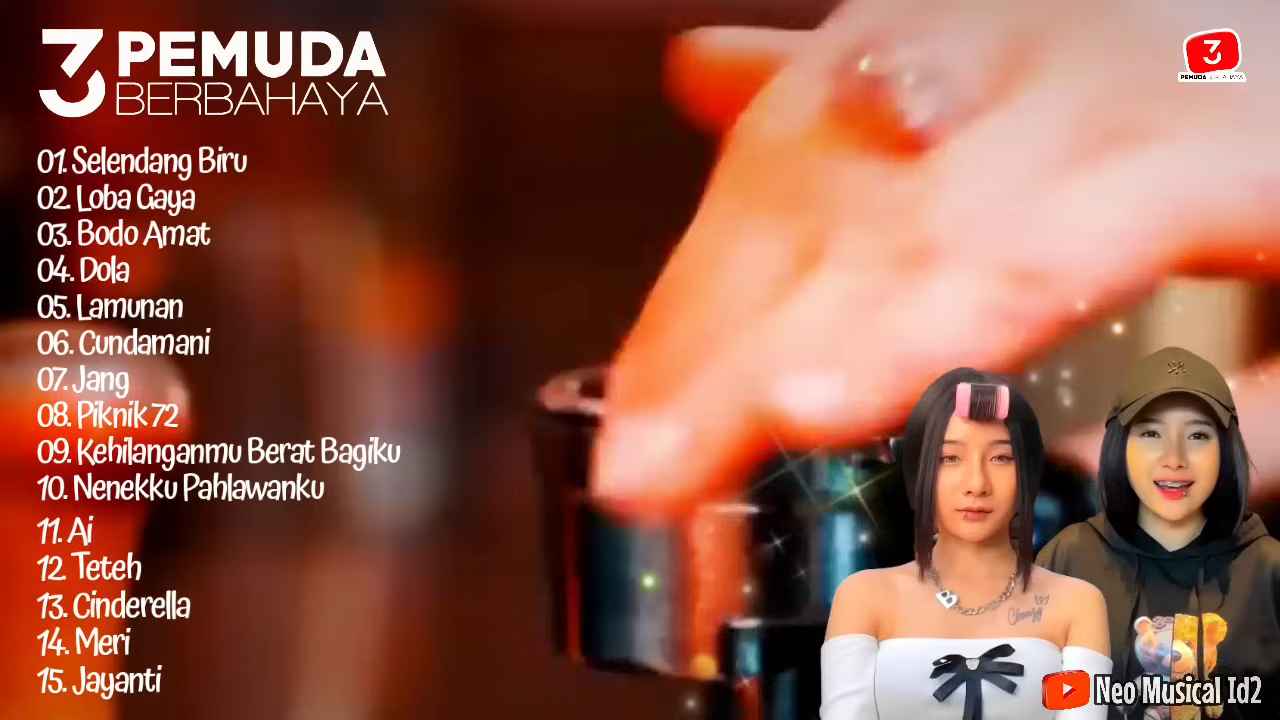 3 PEMUDA
BERBAHAYA
3
PEMUDA BERBAHAYA
01. Selendang Biru
02. Loba Gaya
03. Bodo Amat
04. Dola
05. Lamunan
06. Cundamani
07. Jang
08. Piknik 72
09. Kehilanganmu Berat Bagiku
10. Nenekku Pahlawanku
11. Ai
12. Teteh
13. Cinderella
14. Meri
15. Jayanti
B
Neo Musical Id2